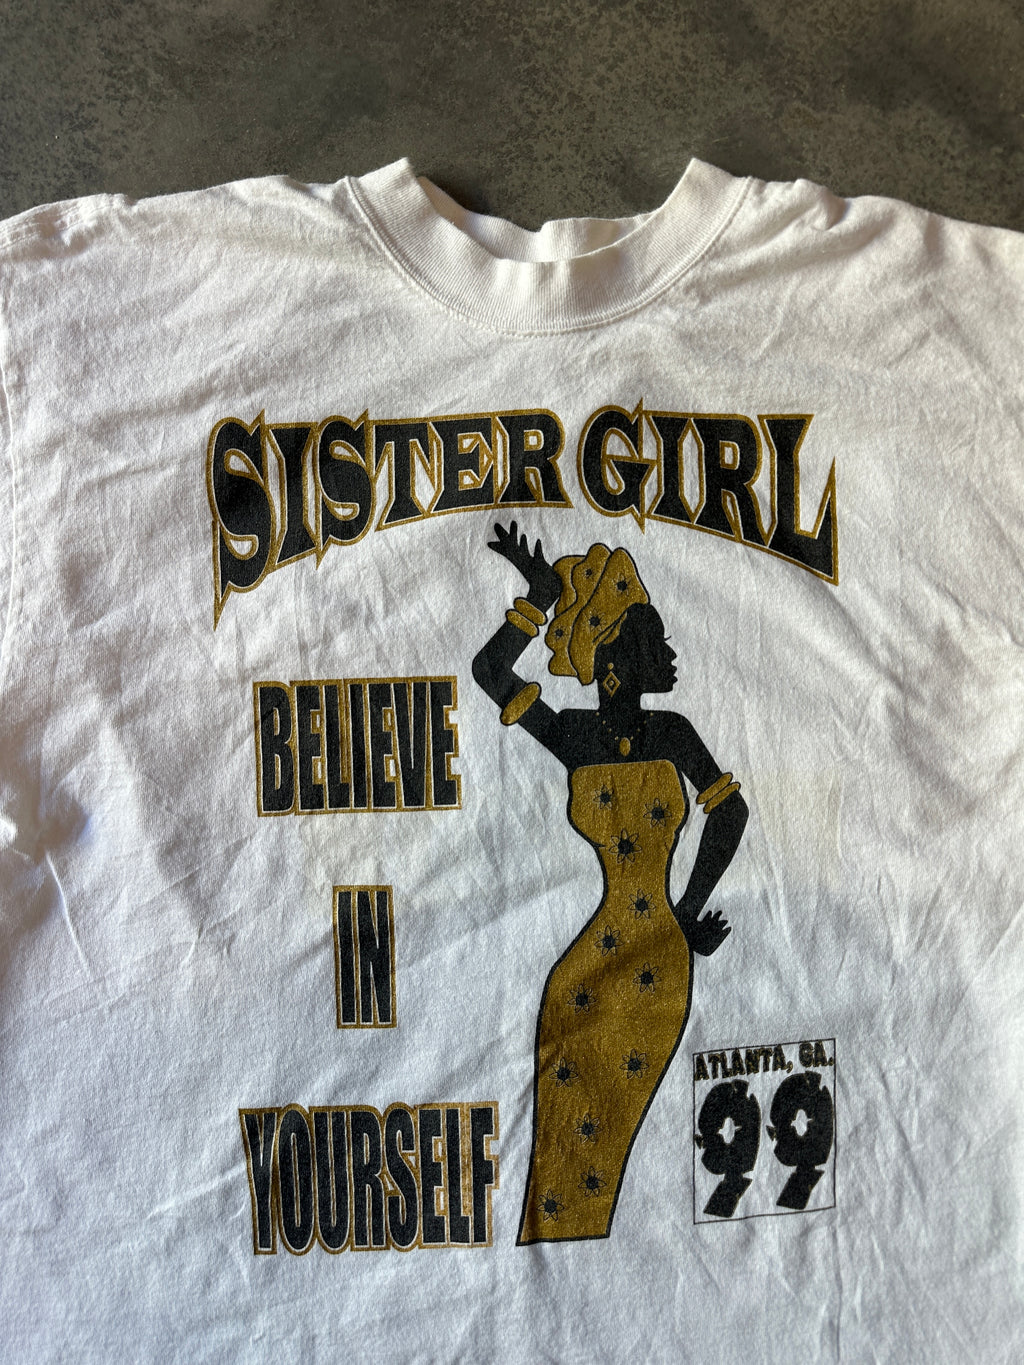 SISTER GIRL
BELIEVE
IN
YOURSELF
ATLANTA, GA.
99